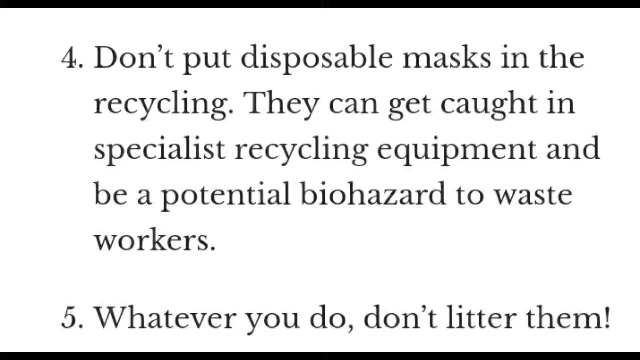 4. Don't put disposable masks in the
recycling. They can get caught in
specialist recycling equipment and
be a potential biohazard to waste
workers.
5. Whatever you do, don't litter them!